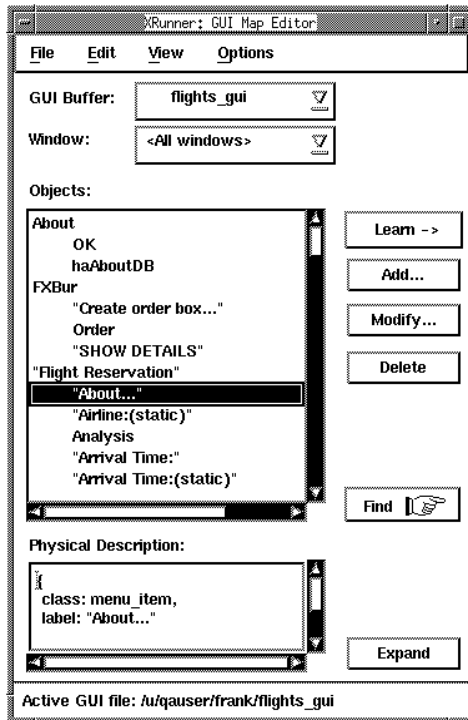 XRunner: GUI Map Editor
File Edit View Options
GUI Buffer: flights_gui
Window: <All windows>
Objects:
About
OK
haAboutDB
FXBur
"Create order box..."
Order
"SHOW DETAILS"
"Flight Reservation"
"About..."
"Airline:(static)"
Analysis
"Arrival Time:"
"Arrival Time:(static)"
Learn ->
Add...
Modify...
Delete
Find
Physical Description:
{
class: menu_item,
label: "About..."
Expand
Active GUI file: /u/qauser/frank/flights_gui